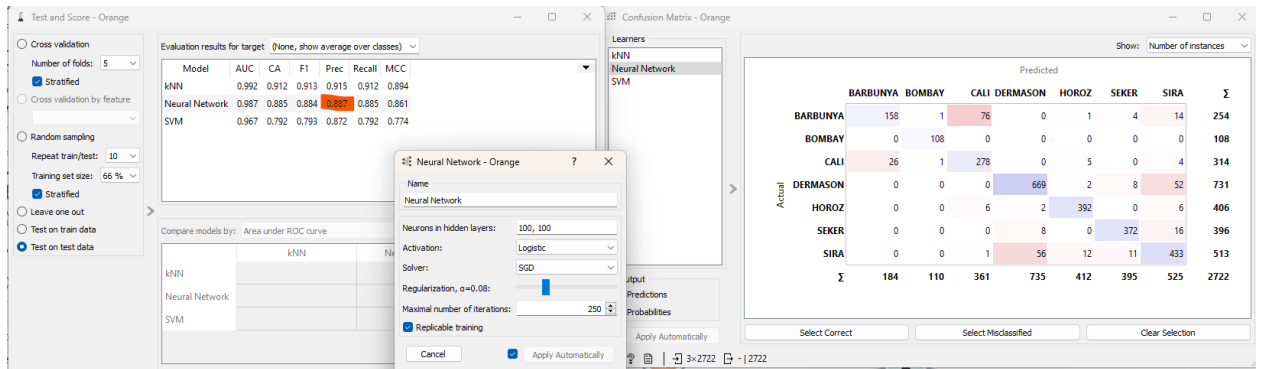 Test and Score - Orange
Cross validation
Number of folds: 5
Stratified
Cross validation by feature
Random sampling
Repeat train/test: 10
Training set size: 66 %
Stratified
Leave one out
Test on train data
Test on test data
Evaluation results for target (None, show average over classes)
Model AUC CA F1 Prec Recall MCC
kNN 0.992 0.912 0.913 0.915 0.912 0.894
Neural Network 0.987 0.885 0.884 0.887 0.885 0.861
SVM 0.967 0.792 0.793 0.872 0.792 0.774
Compare models by: Area under ROC curve
kNN Ne
kNN
Neural Network
SVM
Neural Network - Orange ?
Name
Neural Network
Neurons in hidden layers: 100, 100
Activation: Logistic
Solver: SGD
Regularization, α=0.08:
Maximal number of iterations: 250
Replicable training
Cancel Apply Automatically
Confusion Matrix - Orange
Learners
kNN
Neural Network
SVM
utput
Predictions
Probabilities
Apply Automatically
Show: Number of instances
Predicted
BARBUNYA BOMBAY CALI DERMASON HOROZ SEKER SIRA Σ
Actual
BARBUNYA 158 1 76 0 1 4 14 254
BOMBAY 0 108 0 0 0 0 0 108
CALI 26 1 278 0 5 0 4 314
DERMASON 0 0 0 669 2 8 52 731
HOROZ 0 0 6 2 392 0 6 406
SEKER 0 0 0 8 0 372 16 396
SIRA 0 0 1 56 12 11 433 513
Σ 184 110 361 735 412 395 525 2722
Select Correct Select Misclassified Clear Selection
3×2722 - | 2722